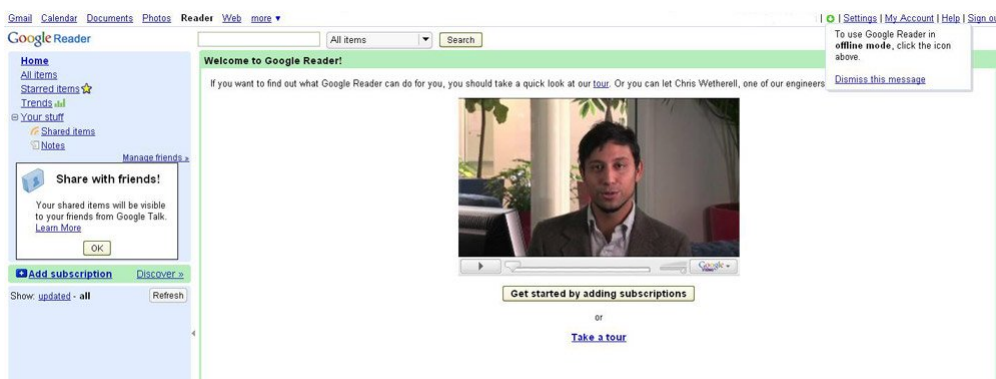 Gmail Calendar Documents Photos Reader Web more ▼
| Settings | My Account | Help | Sign ou
Google Reader
All items
Search
To use Google Reader in
offline mode, click the icon
above.
Dismiss this message
Home
All items
Starred items
Trends
Your stuff
Shared items
Notes
Manage friends »
Share with friends!
Your shared items will be visible
to your friends from Google Talk.
Learn More
OK
Add subscription Discover »
Show: updated - all Refresh
Welcome to Google Reader!
If you want to find out what Google Reader can do for you, you should take a quick look at our tour. Or you can let Chris Wetherell, one of our engineers
Google
Get started by adding subscriptions
or
Take a tour